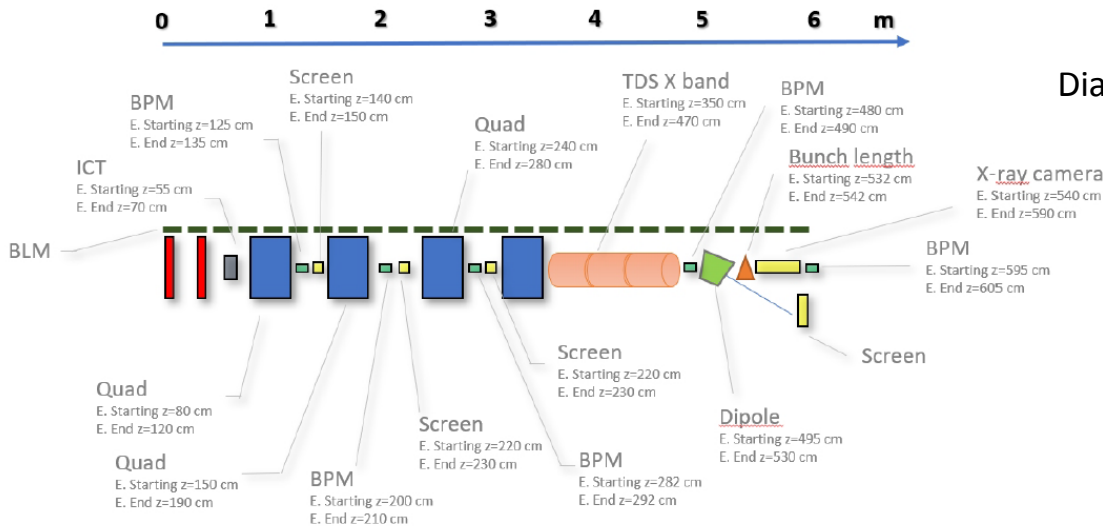 0 1 2 3 4 5 6 m
Dia
Screen
E. Starting z=140 cm
E. End z=150 cm
TDS X band
E. Starting z=350 cm
E. End z=470 cm
BPM
E. Starting z=480 cm
E. End z=490 cm
BPM
E. Starting z=125 cm
E. End z=135 cm
Quad
E. Starting z=240 cm
E. End z=280 cm
Bunch length
E. Starting z=532 cm
E. End z=542 cm
ICT
E. Starting z=55 cm
E. End z=70 cm
X-ray camera
E. Starting z=540 cm
E. End z=590 cm
BLM
BPM
E. Starting z=595 cm
E. End z=605 cm
Screen
E. Starting z=220 cm
E. End z=230 cm
Screen
Quad
E. Starting z=80 cm
E. End z=120 cm
Screen
E. Starting z=220 cm
E. End z=230 cm
Dipole
E. Starting z=495 cm
E. End z=530 cm
Quad
E. Starting z=150 cm
E. End z=190 cm
BPM
E. Starting z=200 cm
E. End z=210 cm
BPM
E. Starting z=282 cm
E. End z=292 cm